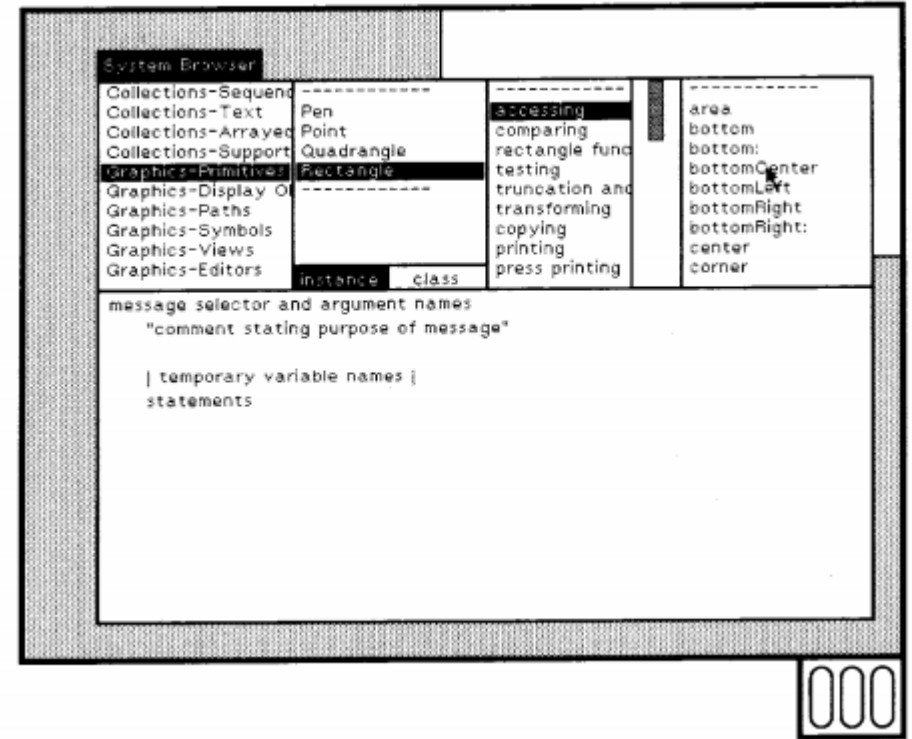 System Browser
Collections-Sequenc
Collections-Text
Collections-Arrayed
Collections-Support
Graphics-Primitives
Graphics-Display Ob
Graphics-Paths
Graphics-Symbols
Graphics-Views
Graphics-Editors
------------
Pen
Point
Quadrangle
Rectangle
------------
instance
class
------------
accessing
comparing
rectangle func
testing
truncation and
transforming
copying
printing
press printing
------------
area
bottom
bottom:
bottomCenter
bottomLeft
bottomRight
bottomRight:
center
corner
message selector and argument names
"comment stating purpose of message"
| temporary variable names |
statements